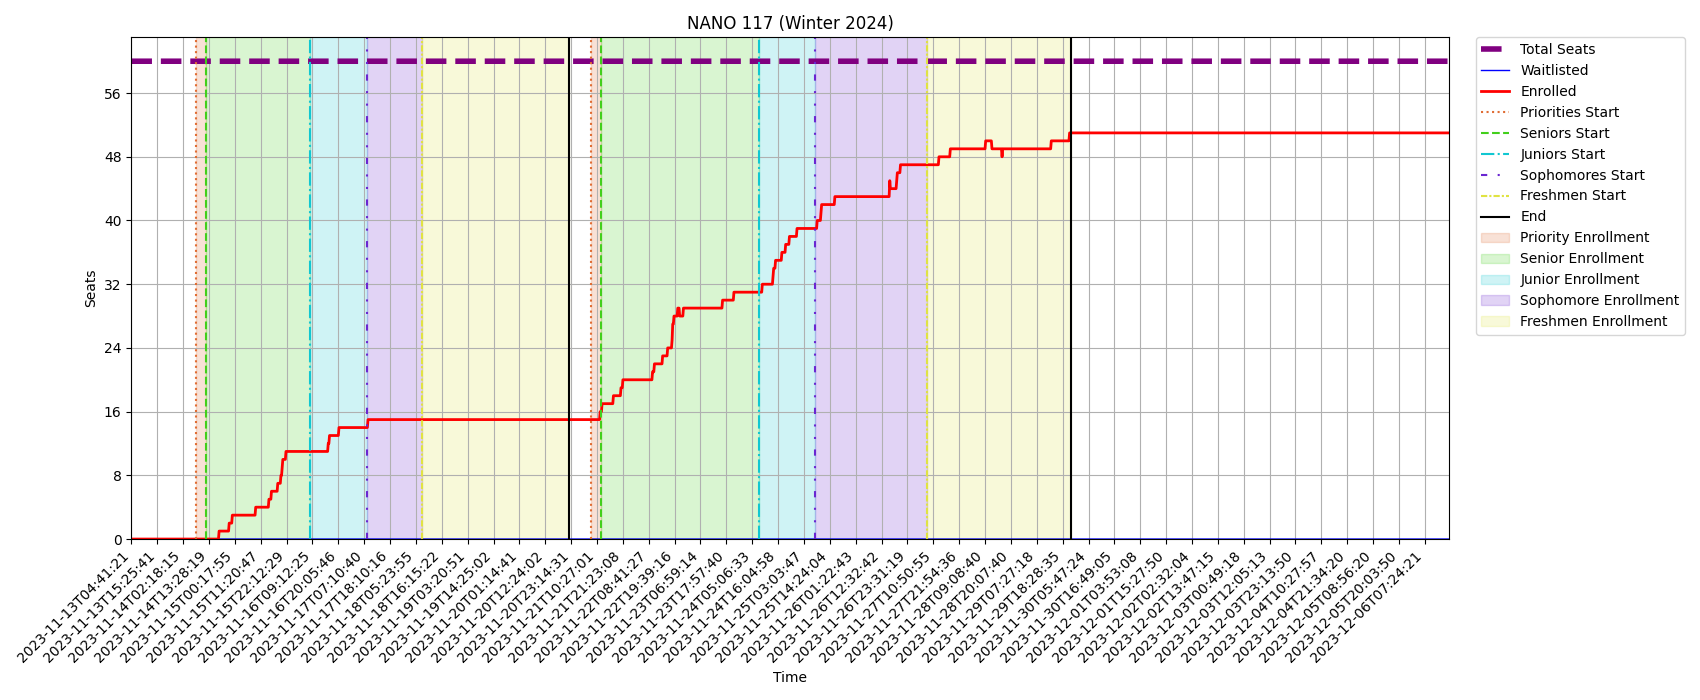 NANO 117 (Winter 2024)
Total Seats
Waitlisted
Enrolled
Priorities Start
Seniors Start
Juniors Start
Sophomores Start
Freshmen Start
End
Priority Enrollment
Senior Enrollment
Junior Enrollment
Sophomore Enrollment
Freshmen Enrollment
Seats
56
48
40
32
24
16
8
0
2023-11-13T04:41:21
2023-11-13T15:25:41
2023-11-14T02:18:15
2023-11-14T13:28:19
2023-11-15T00:17:55
2023-11-15T11:20:47
2023-11-15T22:12:29
2023-11-16T09:12:25
2023-11-16T20:05:46
2023-11-17T07:10:40
2023-11-17T18:10:16
2023-11-18T05:23:55
2023-11-18T16:15:22
2023-11-19T03:20:51
2023-11-19T14:25:02
2023-11-20T01:14:41
2023-11-20T12:24:02
2023-11-20T23:14:31
2023-11-21T10:27:01
2023-11-21T21:23:08
2023-11-22T08:41:27
2023-11-22T19:39:16
2023-11-23T06:59:14
2023-11-23T17:57:40
2023-11-24T05:06:33
2023-11-24T16:04:58
2023-11-25T03:03:47
2023-11-25T14:24:04
2023-11-26T01:22:43
2023-11-26T12:32:42
2023-11-26T23:31:19
2023-11-27T10:50:55
2023-11-27T21:54:36
2023-11-28T09:08:40
2023-11-28T20:07:40
2023-11-29T07:27:18
2023-11-29T18:28:35
2023-11-30T05:47:24
2023-11-30T16:49:05
2023-12-01T03:53:08
2023-12-01T15:27:50
2023-12-02T02:32:04
2023-12-02T13:47:15
2023-12-03T00:49:18
2023-12-03T12:05:13
2023-12-03T23:13:50
2023-12-04T10:27:57
2023-12-04T21:34:20
2023-12-05T08:56:20
2023-12-05T20:03:50
2023-12-06T07:24:21
Time